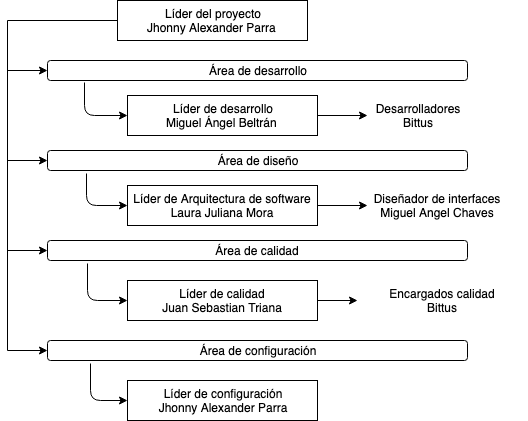 Líder del proyecto
Jhonny Alexander Parra
Área de desarrollo
Líder de desarrollo
Miguel Ángel Beltrán
Desarrolladores
Bittus
Área de diseño
Líder de Arquitectura de software
Laura Juliana Mora
Diseñador de interfaces
Miguel Angel Chaves
Área de calidad
Líder de calidad
Juan Sebastian Triana
Encargados calidad
Bittus
Área de configuración
Líder de configuración
Jhonny Alexander Parra